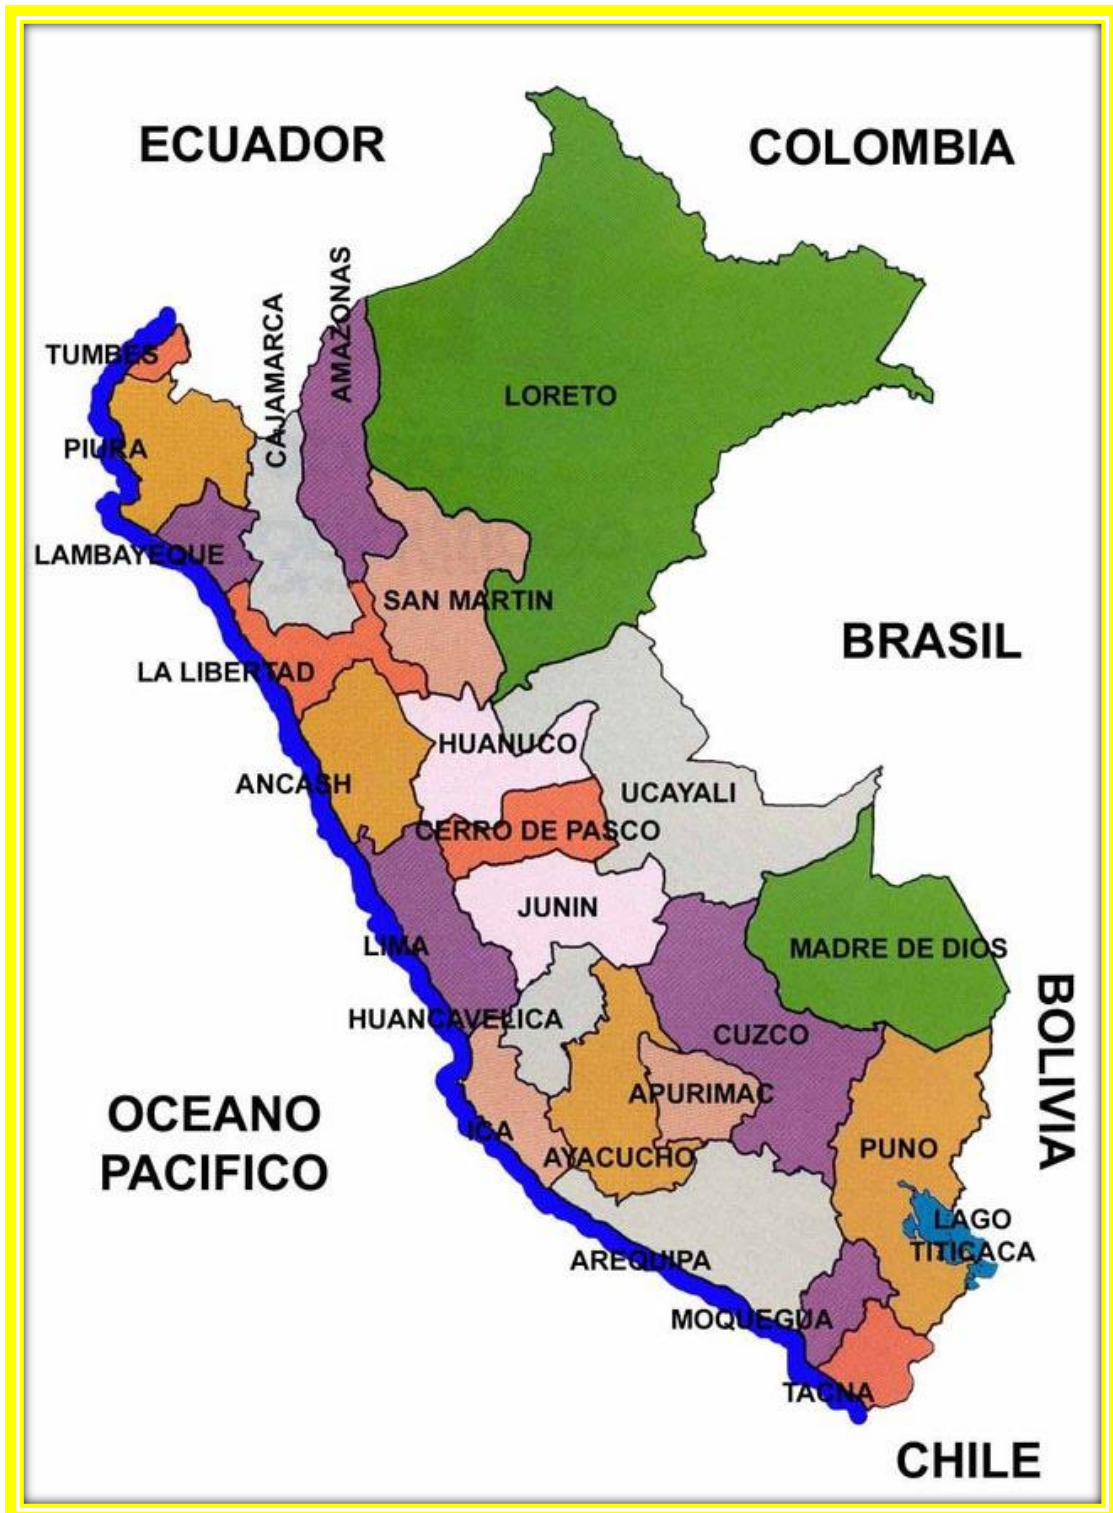 ECUADOR
COLOMBIA
AMAZONAS
CAJAMARCA
TUMBES
LORETO
PIURA
LAMBAYEQUE
SAN MARTIN
BRASIL
LA LIBERTAD
HUANUCO
ANCASH
UCAYALI
CERRO DE PASCO
JUNIN
LIMA
MADRE DE DIOS
HUANCAVELICA
CUZCO
BOLIVIA
APURIMAC
OCEANO
PACIFICO
ICA
AYACUCHO
PUNO
LAGO
TITICACA
AREQUIPA
MOQUEGUA
TACNA
CHILE